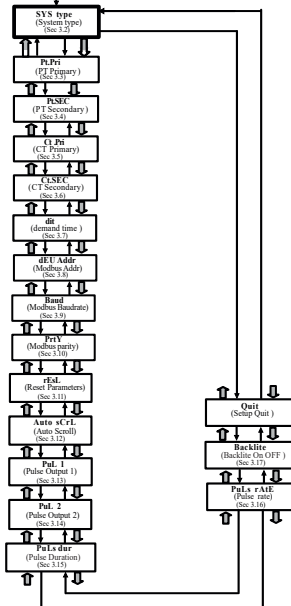 SYS type
(System type)
(Sec 3.2)
Pt.Pri
(PT Primary)
(Sec 3.3)
Pt.SEC
(PT Secondary)
(Sec 3.4)
Ct.Pri
(CT Primary)
(Sec 3.5)
Ct.SEC
(CT Secondary)
(Sec 3.6)
dit
(demand time )
(Sec 3.7)
dEU Addr
(Modbus Addr)
(Sec 3.8)
Baud
(Modbus Baudrate)
(Sec 3.9)
PrtY
(Modbus parity)
(Sec 3.10)
rEsL
(Reset Parameters)
(Sec 3.11)
Auto sCrL
(Auto Scroll)
(Sec 3.12)
PuL 1
(Pulse Output 1)
(Sec 3.13)
PuL 2
(Pulse Output 2)
(Sec 3.14)
PuLs dur
(Pulse Duration)
(Sec 3.15)
Quit
(Setup Quit )
Backlite
(Backlite On OFF )
(Sec 3.17)
PuLs rAtE
(Pulse rate)
(Sec 3.16)